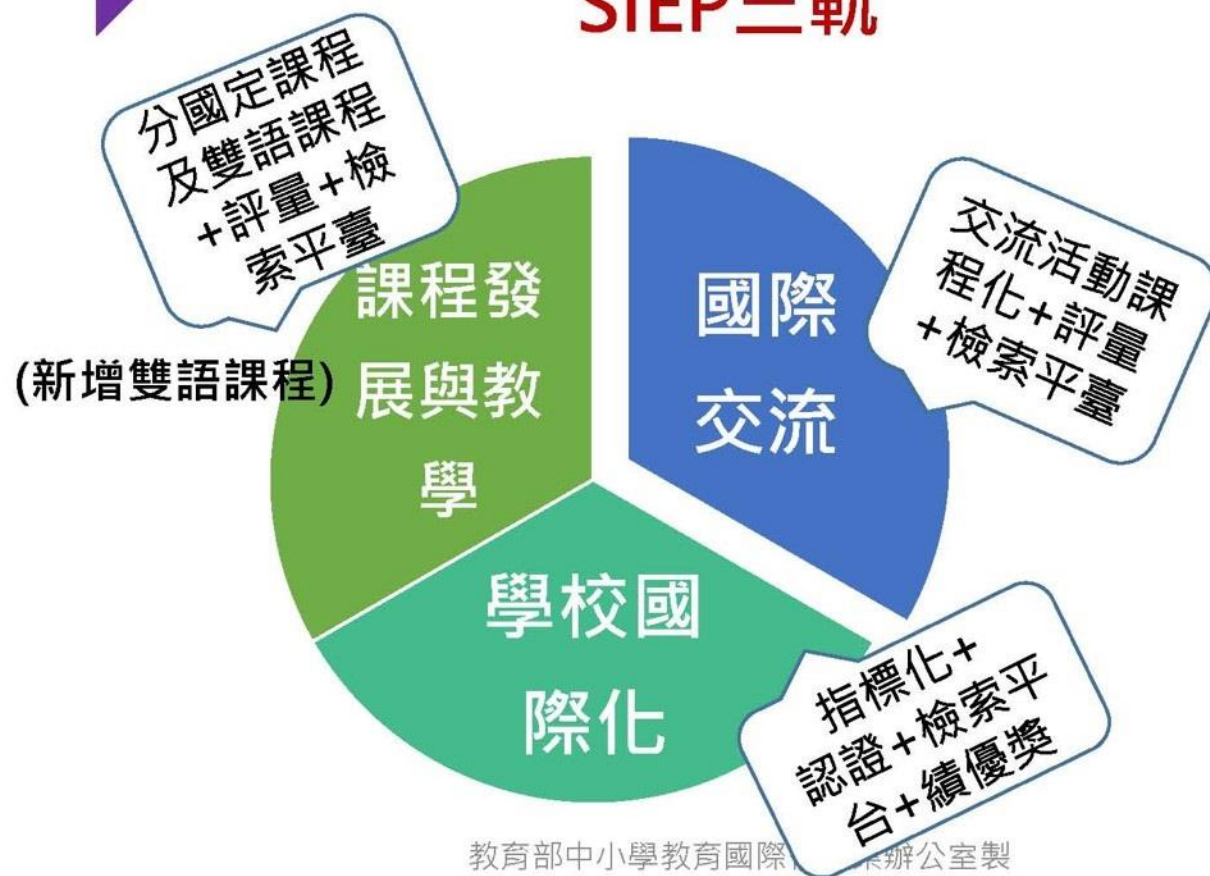 SIEP三軌
分國定課程
及雙語課程
+評量+檢
索平臺
(新增雙語課程)
課程發
展與教
學
國際
交流
交流活動課
程化+評量
+檢索平臺
學校國
際化
指標化+
認證+檢索平
台+績優獎
教育部中小學教育國際
辦公室製